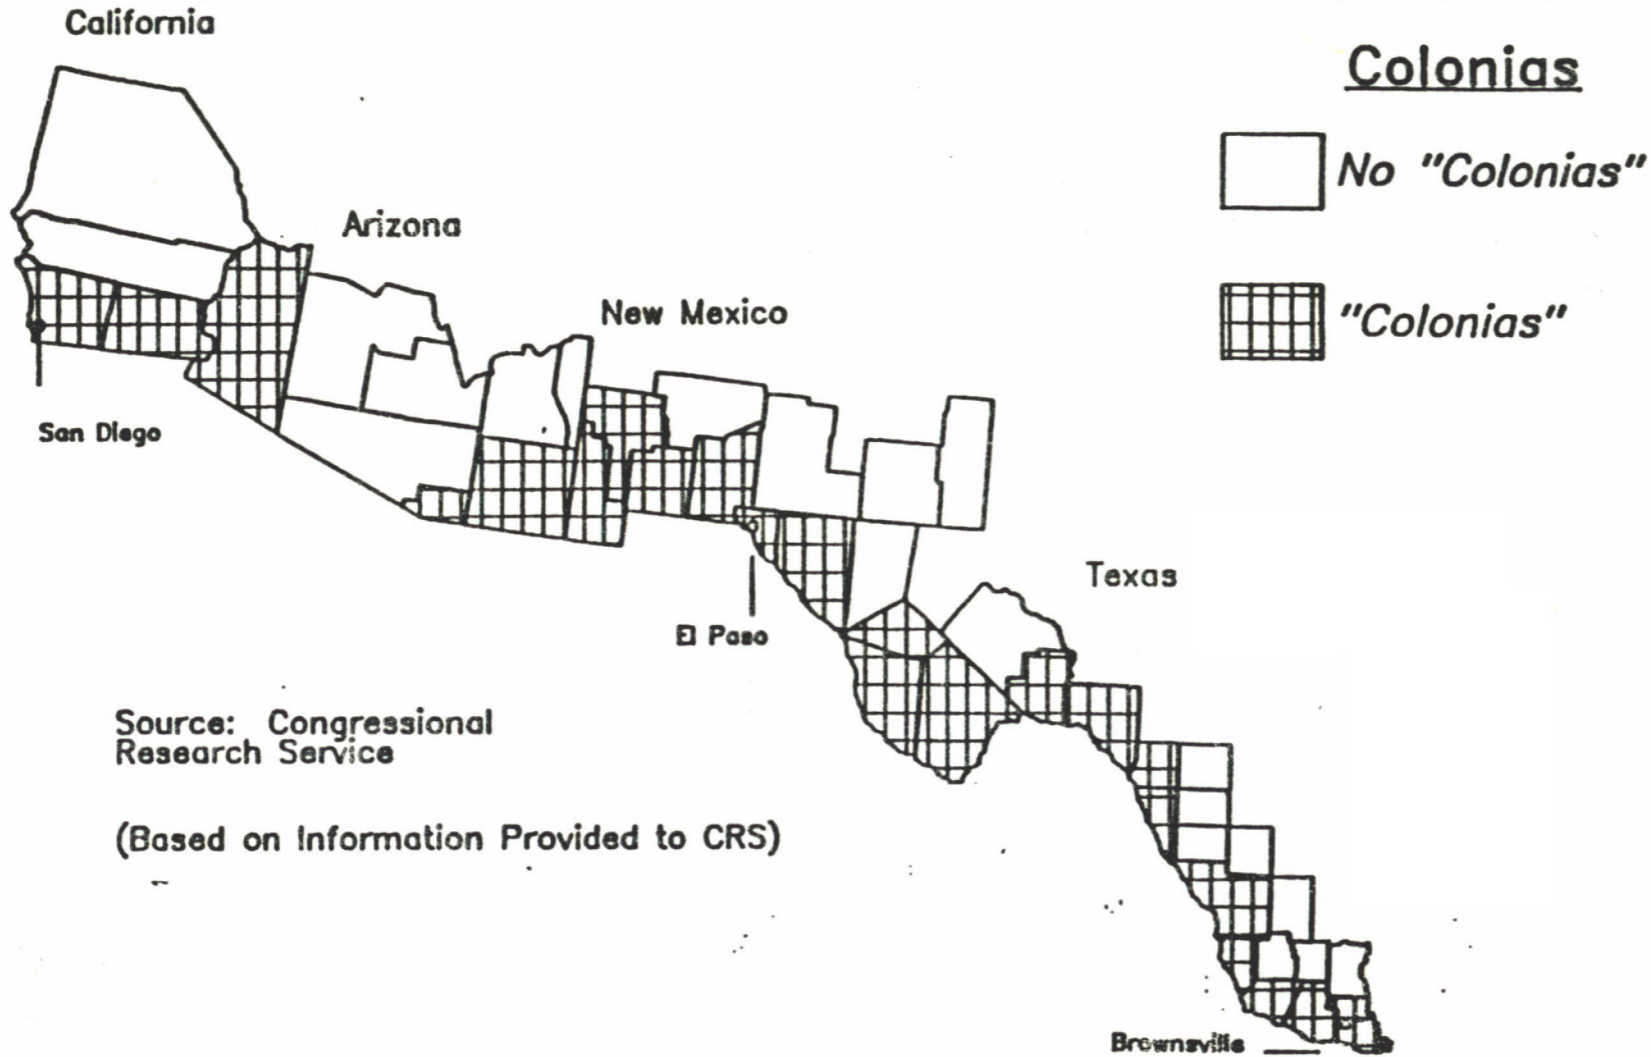 California
Colonias
No "Colonias"
Arizona
New Mexico
"Colonias"
San Diego
Texas
El Paso
Source: Congressional
Research Service
(Based on Information Provided to CRS)
Brownsville